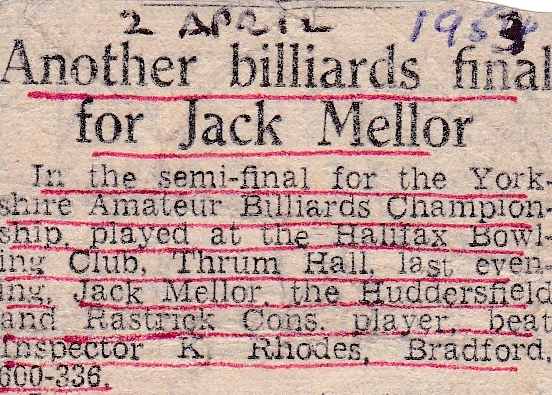 2 APRIL 1953
Another billiards final
for Jack Mellor
In the semi-final for the York-
shire Amateur Billiards Champion-
ship, played at the Halifax Bowl-
ing Club, Thrum Hall, last even-
ing, Jack Mellor, the Huddersfield
and Rastrick Cons. player, beat
Inspector K. Rhodes, Bradford,
600-336.